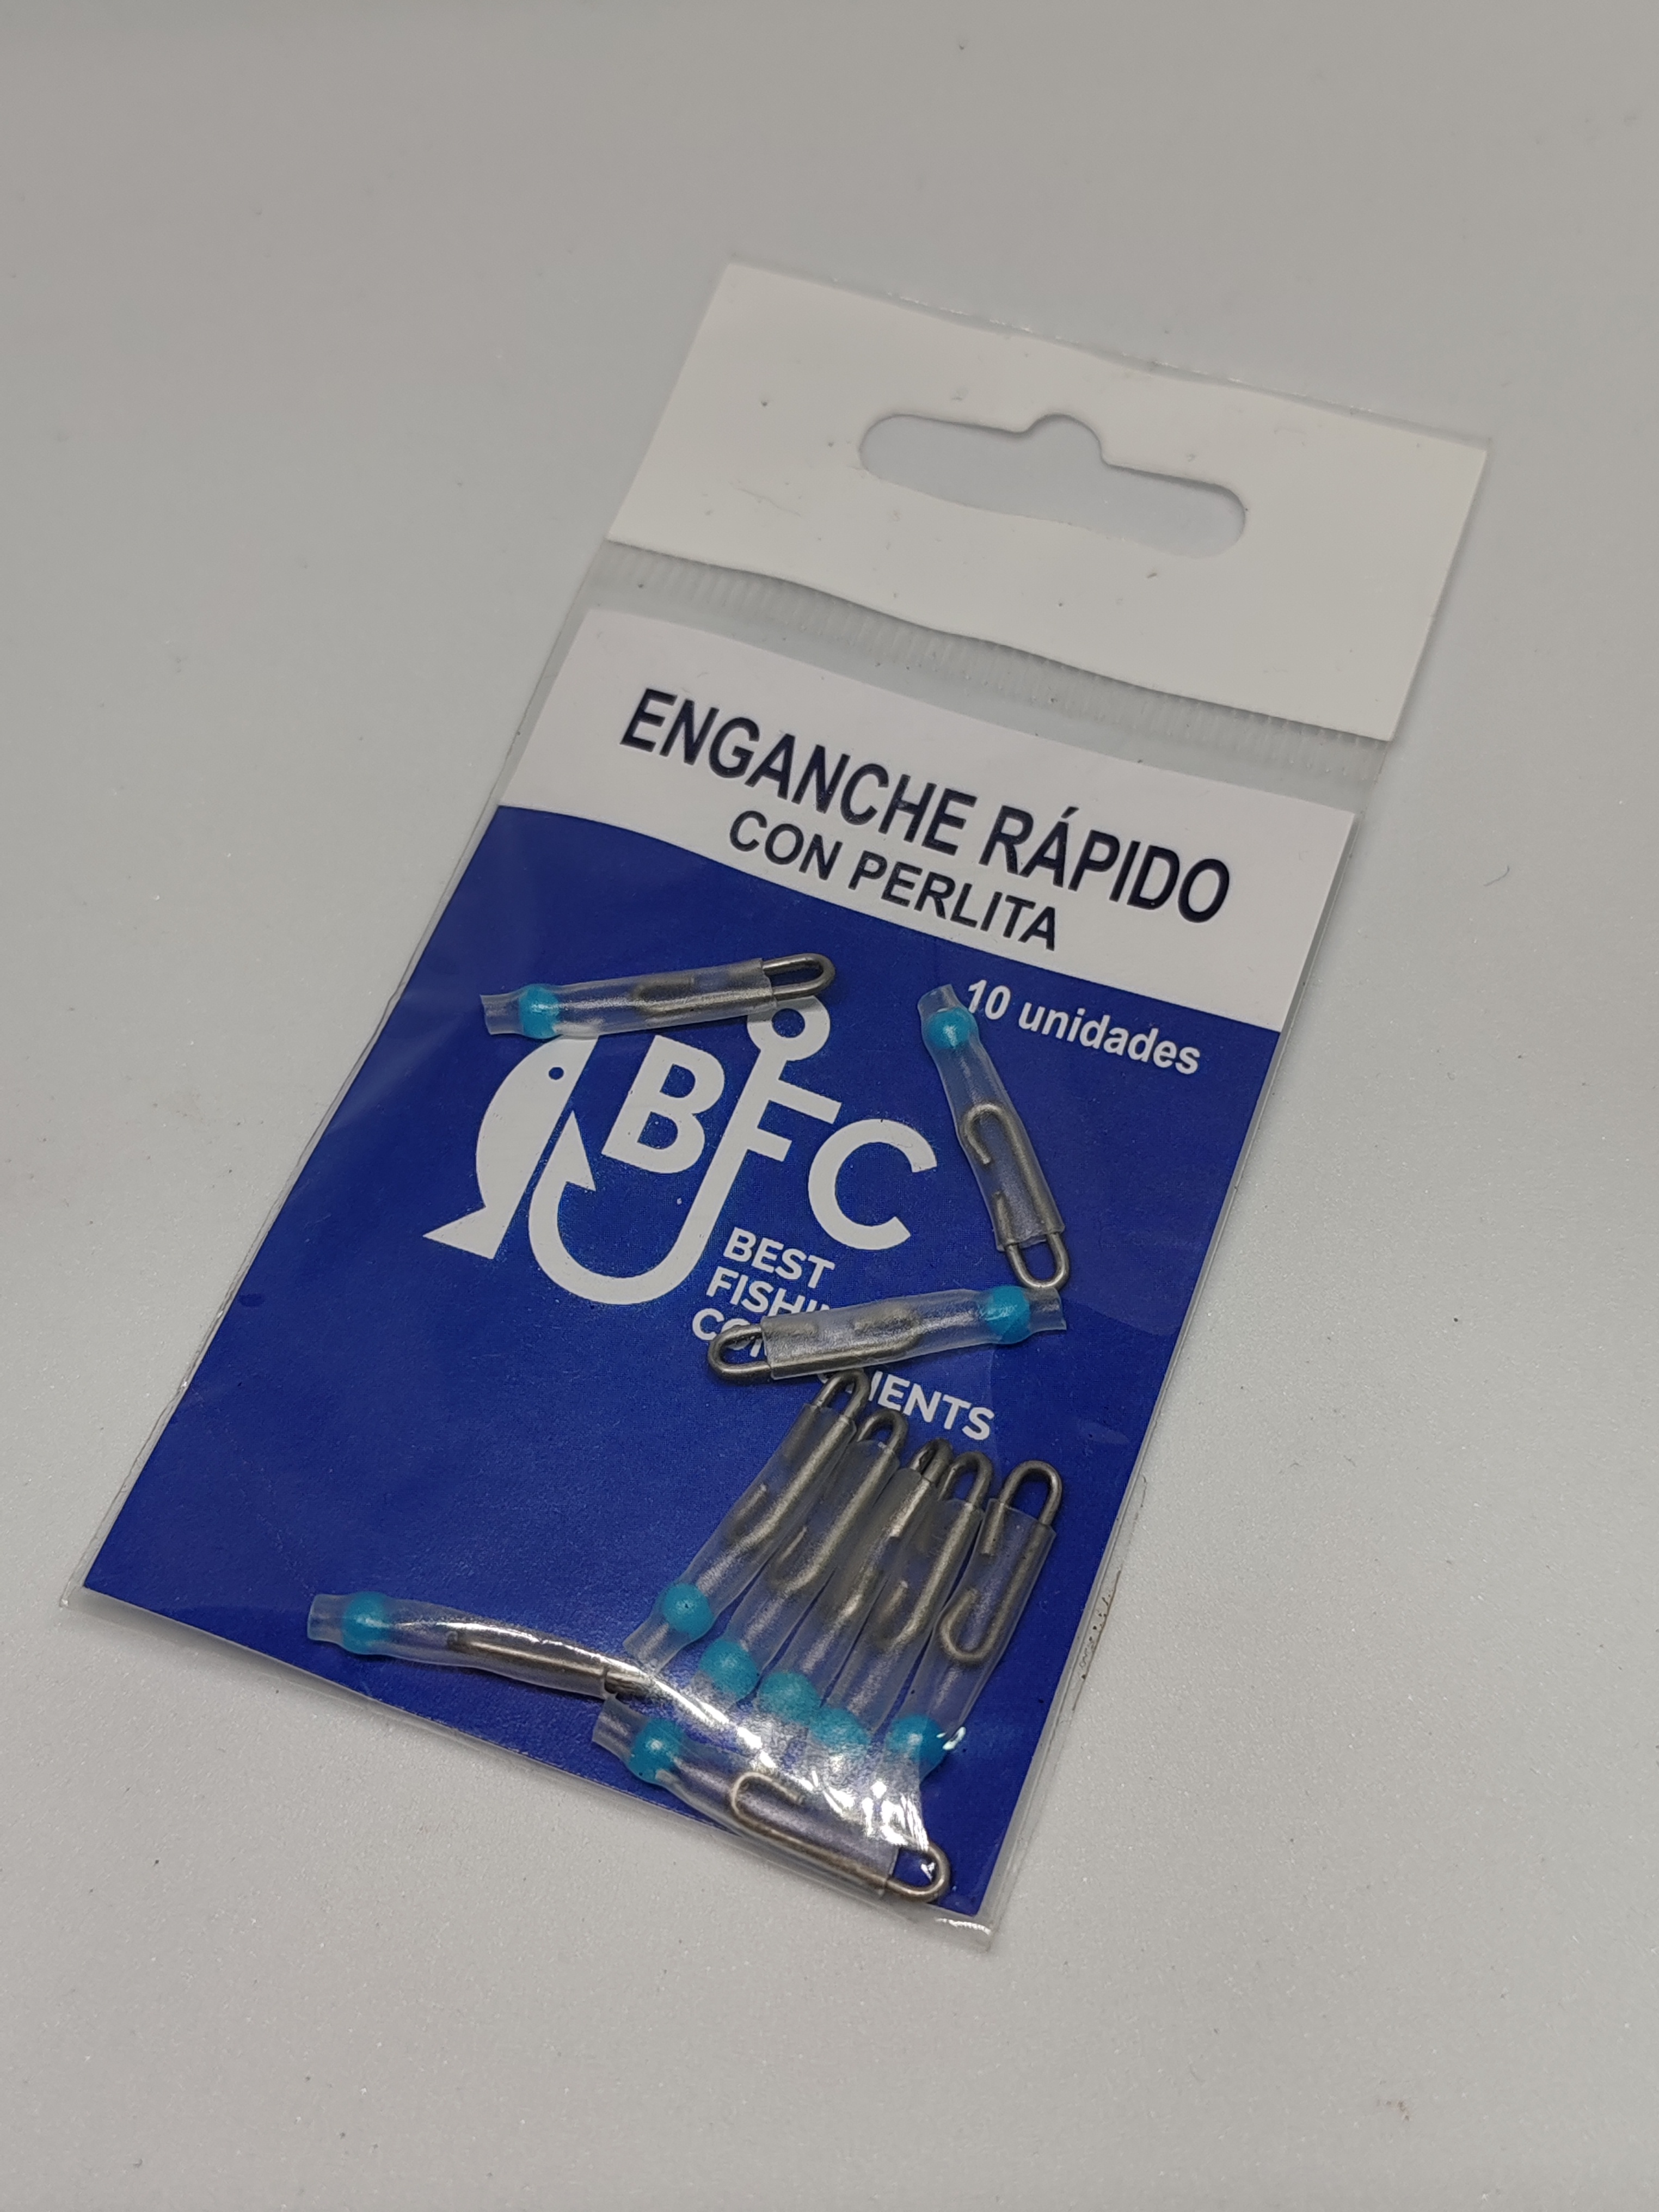 ENGANCHE RÁPIDO
CON PERLITA
10 unidades
BFC
BEST